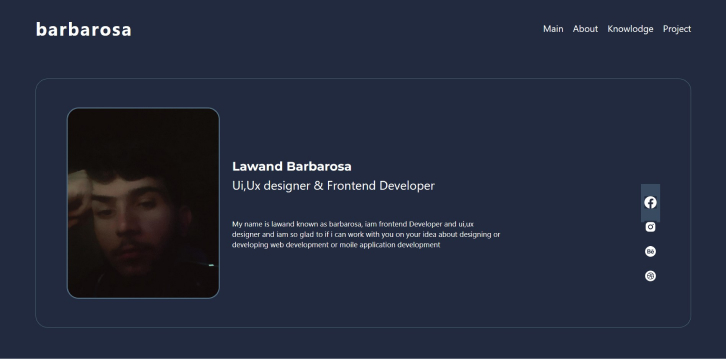 barbarosa
Main About Knowlodge Project
Lawand Barbarosa
Ui,Ux designer & Frontend Developer
My name is lawand known as barbarosa, iam frontend Developer and ui,ux
designer and iam so glad to if i can work with you on your idea about designing or
developing web development or moile application development
Bē